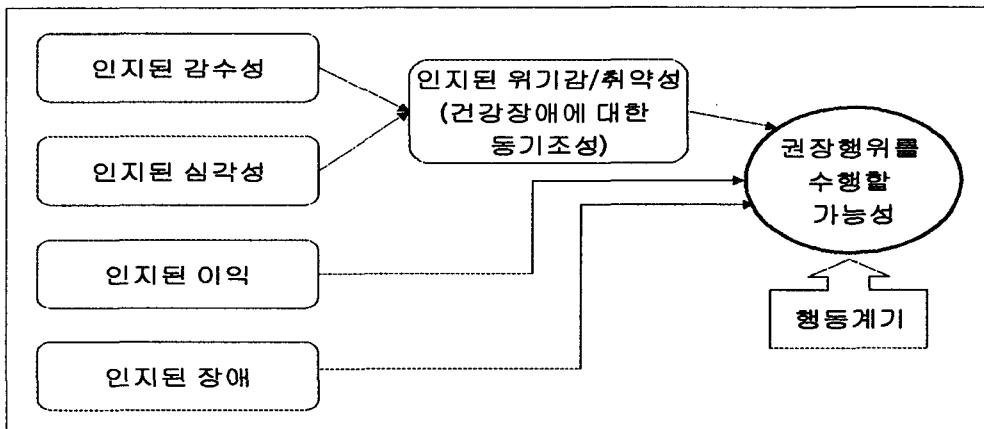 인지된 감수성
인지된 심각성
인지된 이익
인지된 장애
인지된 위기감/취약성
(건강장애에 대한
동기조성)
권장행위를
수행할
가능성
행동계기